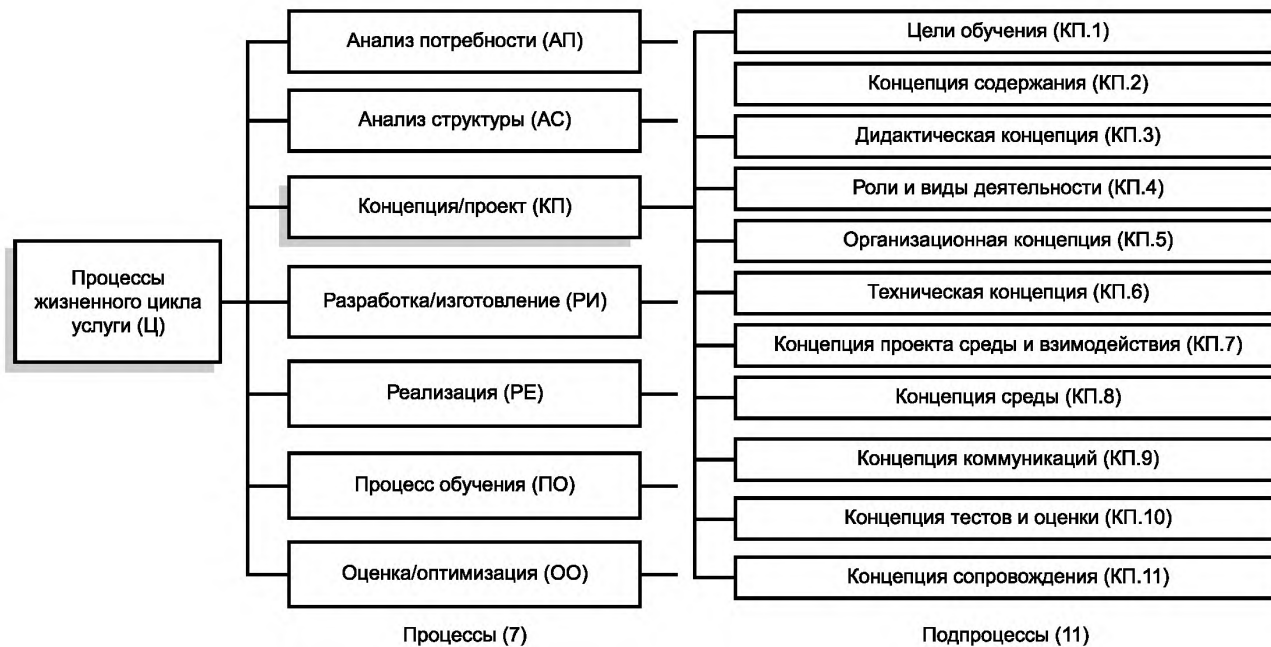 Процессы
жизненного цикла
услуги (Ц)
Анализ потребности (АП)
Анализ структуры (АС)
Концепция/проект (КП)
Разработка/изготовление (РИ)
Реализация (РЕ)
Процесс обучения (ПО)
Оценка/оптимизация (ОО)
Процессы (7)
Цели обучения (КП.1)
Концепция содержания (КП.2)
Дидактическая концепция (КП.3)
Роли и виды деятельности (КП.4)
Организационная концепция (КП.5)
Техническая концепция (КП.6)
Концепция проекта среды и взимодействия (КП.7)
Концепция среды (КП.8)
Концепция коммуникаций (КП.9)
Концепция тестов и оценки (КП.10)
Концепция сопровождения (КП.11)
Подпроцессы (11)